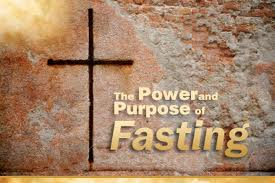 The Power and
Purpose of
Fasting